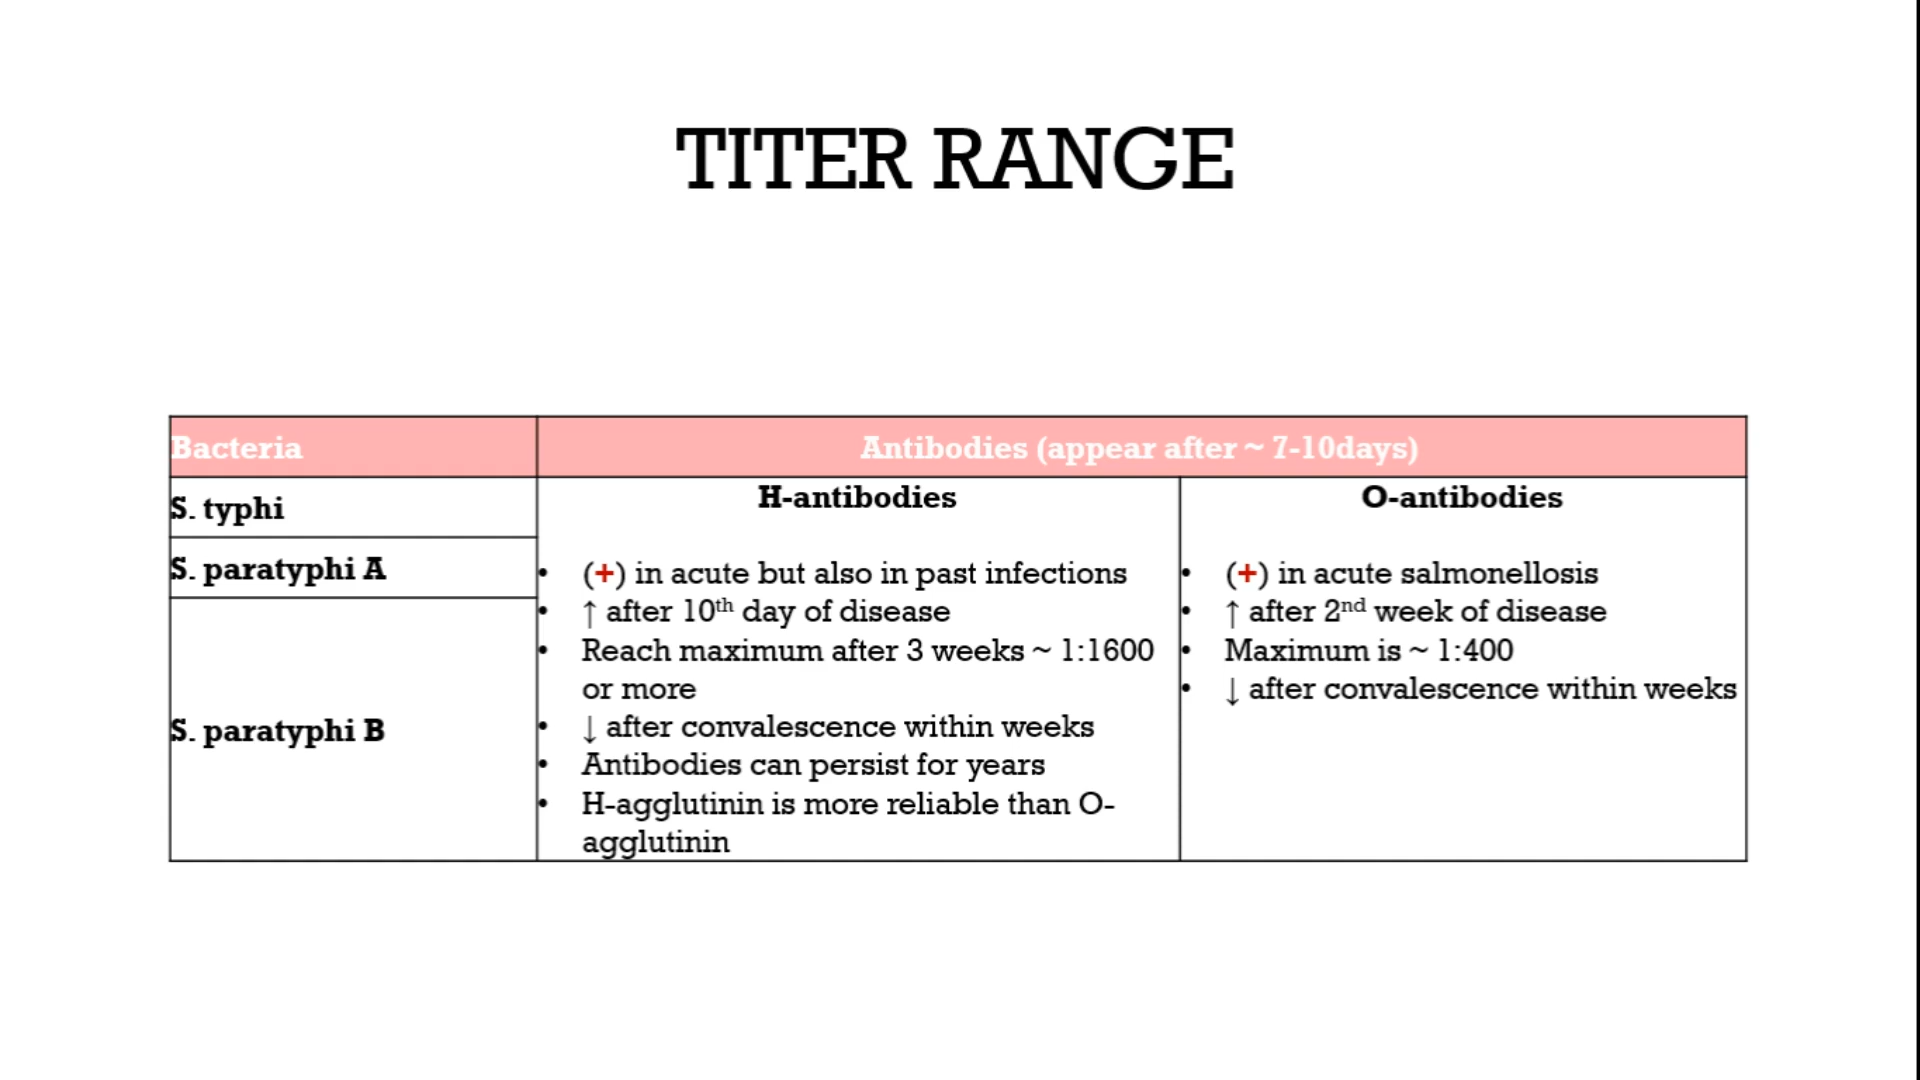 TITER RANGE
Bacteria
Antibodies (appear after ~ 7-10days)
S. typhi
S. paratyphi A
S. paratyphi B
H-antibodies
• (+) in acute but also in past infections
• ↑ after 10th day of disease
• Reach maximum after 3 weeks ~ 1:1600
or more
• ↓ after convalescence within weeks
• Antibodies can persist for years
• H-agglutinin is more reliable than O-
agglutinin
O-antibodies
• (+) in acute salmonellosis
• ↑ after 2nd week of disease
• Maximum is ~ 1:400
• ↓ after convalescence within weeks